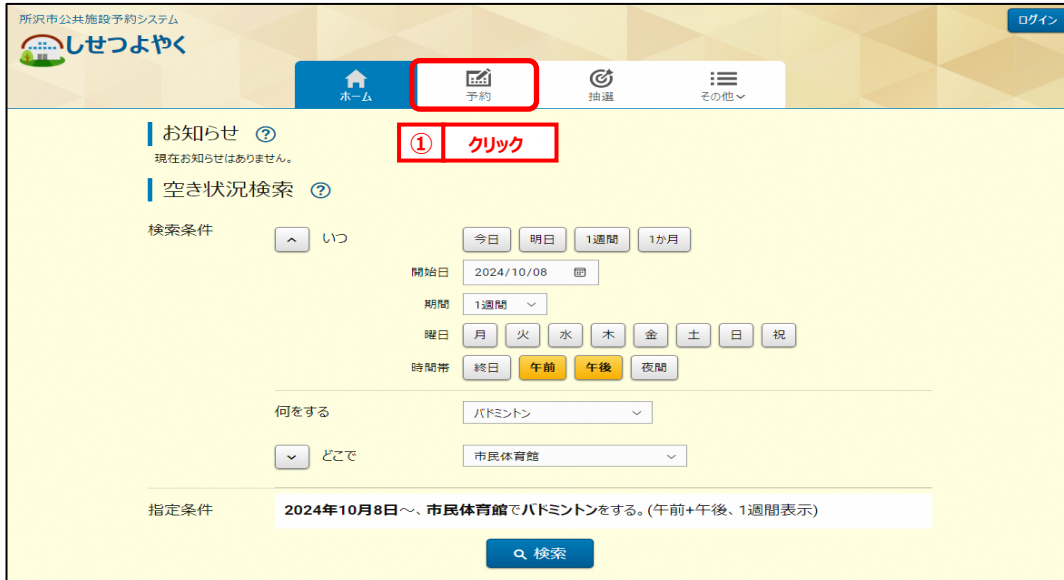 所沢市公共施設予約システム
しせつよやく
ログイン
ホーム
予約
抽選
その他
① クリック
お知らせ ?
現在お知らせはありません。
空き状況検索 ?
検索条件
いつ
今日 明日 1週間 1か月
開始日 2024/10/08
期間 1週間
曜日 月 火 水 木 金 土 日 祝
時間帯 終日 午前 午後 夜間
何をする バドミントン
どこで 市民体育館
指定条件 2024年10月8日～、市民体育館でバドミントンをする。(午前+午後、1週間表示)
検索